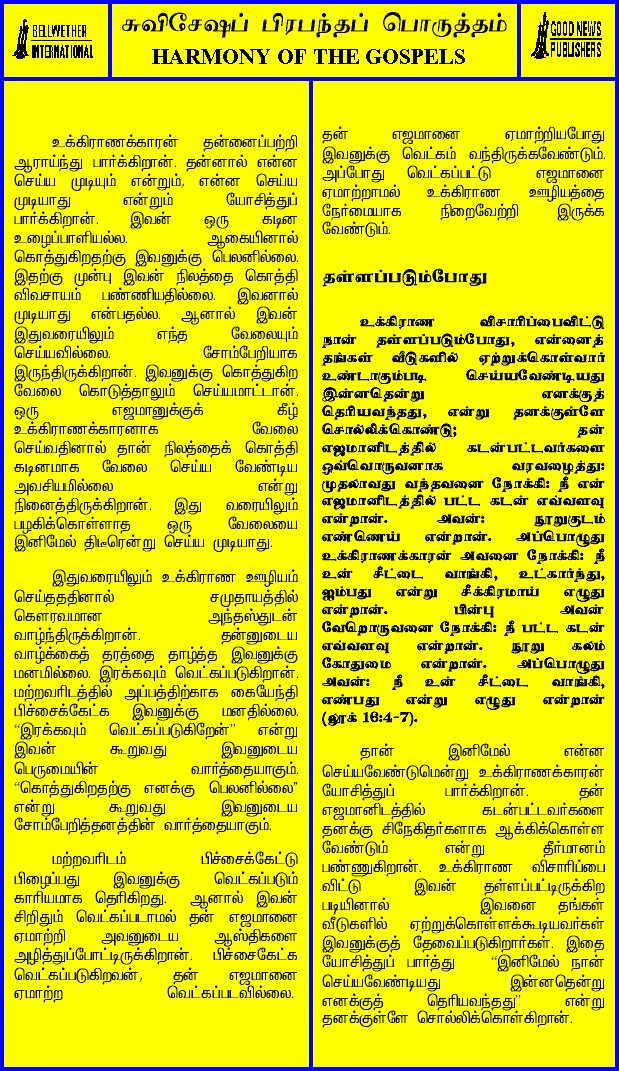 BELLWETHER
INTERNATIONAL
சுவிசேஷப் பிரபந்தப் பொருத்தம்
HARMONY OF THE GOSPELS
GOOD NEWS
PUBLISHERS
உக்கிராணக்காரன் தன்னைப்பற்றி
ஆராய்ந்து பார்க்கிறான். தன்னால் என்ன
செய்ய முடியும் என்றும், என்ன செய்ய
முடியாது என்றும் யோசித்துப்
பார்க்கிறான். இவன் ஒரு கடின
உழைப்பாளியல்ல. ஆகையினால்
கொத்துகிறதற்கு இவனுக்கு பெலனில்லை.
இதற்கு முன்பு இவன் நிலத்தை கொத்தி
விவசாயம் பண்ணியதில்லை. இவனால்
முடியாது என்பதல்ல. ஆனால் இவன்
இதுவரையிலும் எந்த வேலையும்
செய்யவில்லை. சோம்பேறியாக
இருந்திருக்கிறான். இவனுக்கு கொத்துகிற
வேலை கொடுத்தாலும் செய்யமாட்டான்.
ஒரு எஜமானுக்குக் கீழ்
உக்கிராணக்காரனாக வேலை
செய்வதினால் தான் நிலத்தைக் கொத்தி
கடினமாக வேலை செய்ய வேண்டிய
அவசியமில்லை என்று
நினைத்திருக்கிறான். இது வரையிலும்
பழகிக்கொள்ளாத ஒரு வேலையை
இனிமேல் திடீரென்று செய்ய முடியாது.
இதுவரையிலும் உக்கிராண ஊழியம்
செய்தததினால் சமுதாயத்தில்
கௌரவமான அந்தஸ்துடன்
வாழ்ந்திருக்கிறான். தன்னுடைய
வாழ்க்கைத் தரத்தை தாழ்த்த இவனுக்கு
மனமில்லை. இரக்கவும் வெட்கப்படுகிறான்.
மற்றவரிடத்தில் அப்பத்திற்காக கையேந்தி
பிச்சைக்கேட்க இவனுக்கு மனதில்லை.
“இரக்கவும் வெட்கப்படுகிறேன்” என்று
இவன் கூறுவது இவனுடைய
பெருமையின் வார்த்தையாகும்.
“கொத்துகிறதற்கு எனக்கு பெலனில்லை”
என்று கூறுவது இவனுடைய
சோம்பேறித்தனத்தின் வார்த்தையாகும்.
மற்றவரிடம் பிச்சைக்கேட்டு
பிழைப்பது இவனுக்கு வெட்கப்படும்
காரியமாக தெரிகிறது. ஆனால் இவன்
சிறிதும் வெட்கப்படாமல் தன் எஜமானை
ஏமாற்றி அவனுடைய ஆஸ்திகளை
அழித்துப்போட்டிருக்கிறான். பிச்சைகேட்க
வெட்கப்படுகிறவன், தன் எஜமானை
ஏமாற்ற வெட்கப்படவில்லை.
தன் எஜமானை ஏமாற்றியபோது
இவனுக்கு வெட்கம் வந்திருக்கவேண்டும்.
அப்போது வெட்கப்பட்டு எஜமானை
ஏமாற்றாமல் உக்கிராண ஊழியத்தை
நேர்மையாக நிறைவேற்றி இருக்க
வேண்டும்.
தள்ளப்படும்போது
உக்கிராண விசாரிப்பைவிட்டு
நான் தள்ளப்படும்போது, என்னைத்
தங்கள் வீடுகளில் ஏற்றுக்கொள்வார்
உண்டாகும்படி செய்யவேண்டியது
இன்னதென்று எனக்குத்
தெரியவந்தது, என்று தனக்குள்ளே
சொல்லிக்கொண்டு; தன்
எஜமானிடத்தில் கடன்பட்டவர்களை
ஒவ்வொருவனாக வரவழைத்து:
முதலாவது வந்தவனை நோக்கி: நீ என்
எஜமானிடத்தில் பட்ட கடன் எவ்வளவு
என்றான். அவன்: நூறுகுடம்
எண்ணெய் என்றான். அப்பொழுது
உக்கிராணக்காரன் அவனை நோக்கி: நீ
உன் சீட்டை வாங்கி, உட்கார்ந்து,
ஐம்பது என்று சீக்கிரமாய் எழுது
என்றான். பின்பு அவன்
வேறொருவனை நோக்கி: நீ பட்ட கடன்
எவ்வளவு என்றான். நூறு கலம்
கோதுமை என்றான். அப்பொழுது
அவன்: நீ உன் சீட்டை வாங்கி,
எண்பது என்று எழுது என்றான்
(லூக் 16:4-7).
தான் இனிமேல் என்ன
செய்யவேண்டுமென்று உக்கிராணக்காரன்
யோசித்துப் பார்க்கிறான். தன்
எஜமானிடத்தில் கடன்பட்டவர்களை
தனக்கு சிநேகிதர்களாக ஆக்கிக்கொள்ள
வேண்டும் என்று தீர்மானம்
பண்ணுகிறான். உக்கிராண விசாரிப்பை
விட்டு இவன் தள்ளப்பட்டிருக்கிற
படியினால் இவனை தங்கள்
வீடுகளில் ஏற்றுக்கொள்ளக்கூடியவர்கள்
இவனுக்குத் தேவைப்படுகிறார்கள். இதை
யோசித்துப் பார்த்து “இனிமேல் நான்
செய்யவேண்டியது இன்னதென்று
எனக்குத் தெரியவந்தது” என்று
தனக்குள்ளே சொல்லிக்கொள்கிறான்.